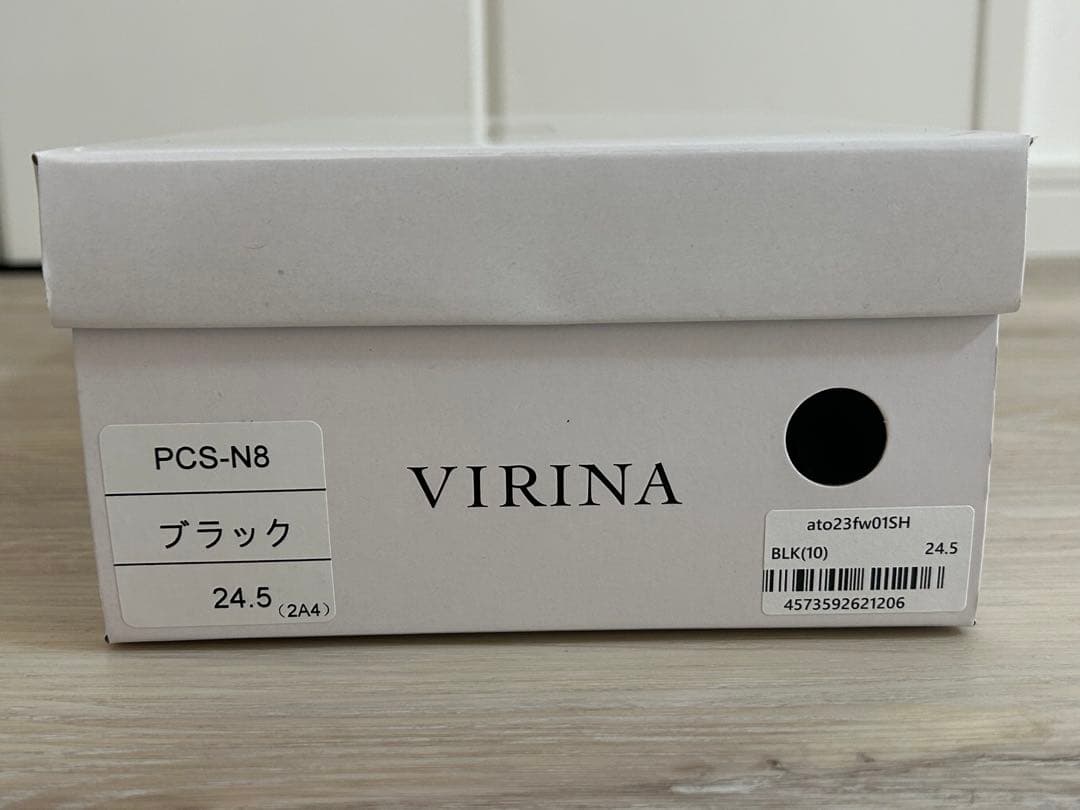 PCS-N8
ブラック
24.5 (2A4)
VIRINA
ato23fw01SH
BLK(10) 24.5
4573592621206